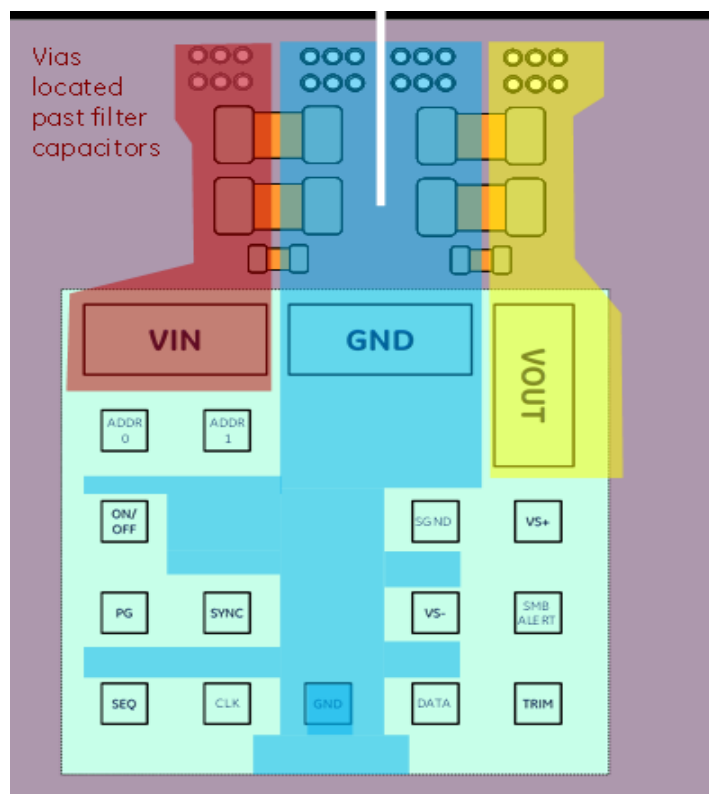 Vias
located
past filter
capacitors
VIN
GND
VOUT
ADDR
0
ADDR
1
ON/
OFF
SGND
VS+
PG
SYNC
VS-
SMB
ALERT
SEQ
CLK
GND
DATA
TRIM